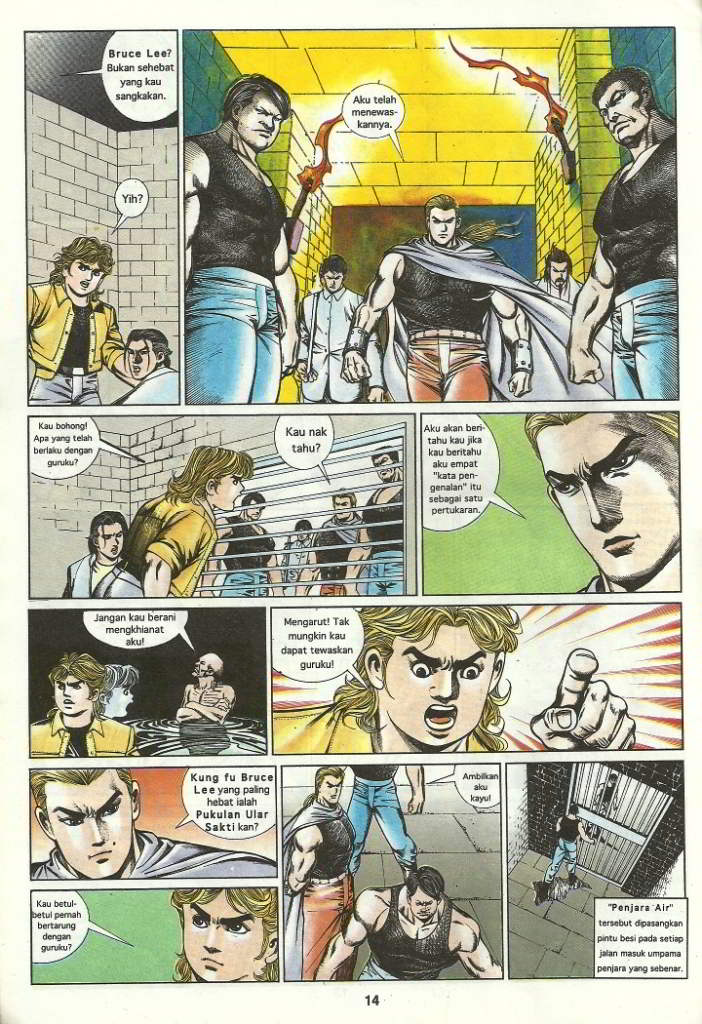 Bruce Lee?
Bukan sehebat
yang kau
sangkakan.
Yih?
Aku telah
menewas-
kannya.
Kau bohong!
Apa yang telah
berlaku dengan
guruku?
Kau nak
tahu?
Aku akan beri-
tahu kau jika
kau beritahu
aku empat
"kata pen-
genalan" itu
sebagai satu
pertukaran.
Jangan kau berani
mengkhianat
aku!
Mengarut! Tak
mungkin kau
dapat tewaskan
guruku!
Kung fu Bruce
Lee yang paling
hebat ialah
Pukulan Ular
Sakti kan?
Kau betul-
betul pernah
bertarung
dengan
guruku?
Ambilkan
aku
kayu!
"Penjara Air"
tersebut dipasangkan
pintu besi pada setiap
jalan masuk umpama
penjara yang sebenar.
14